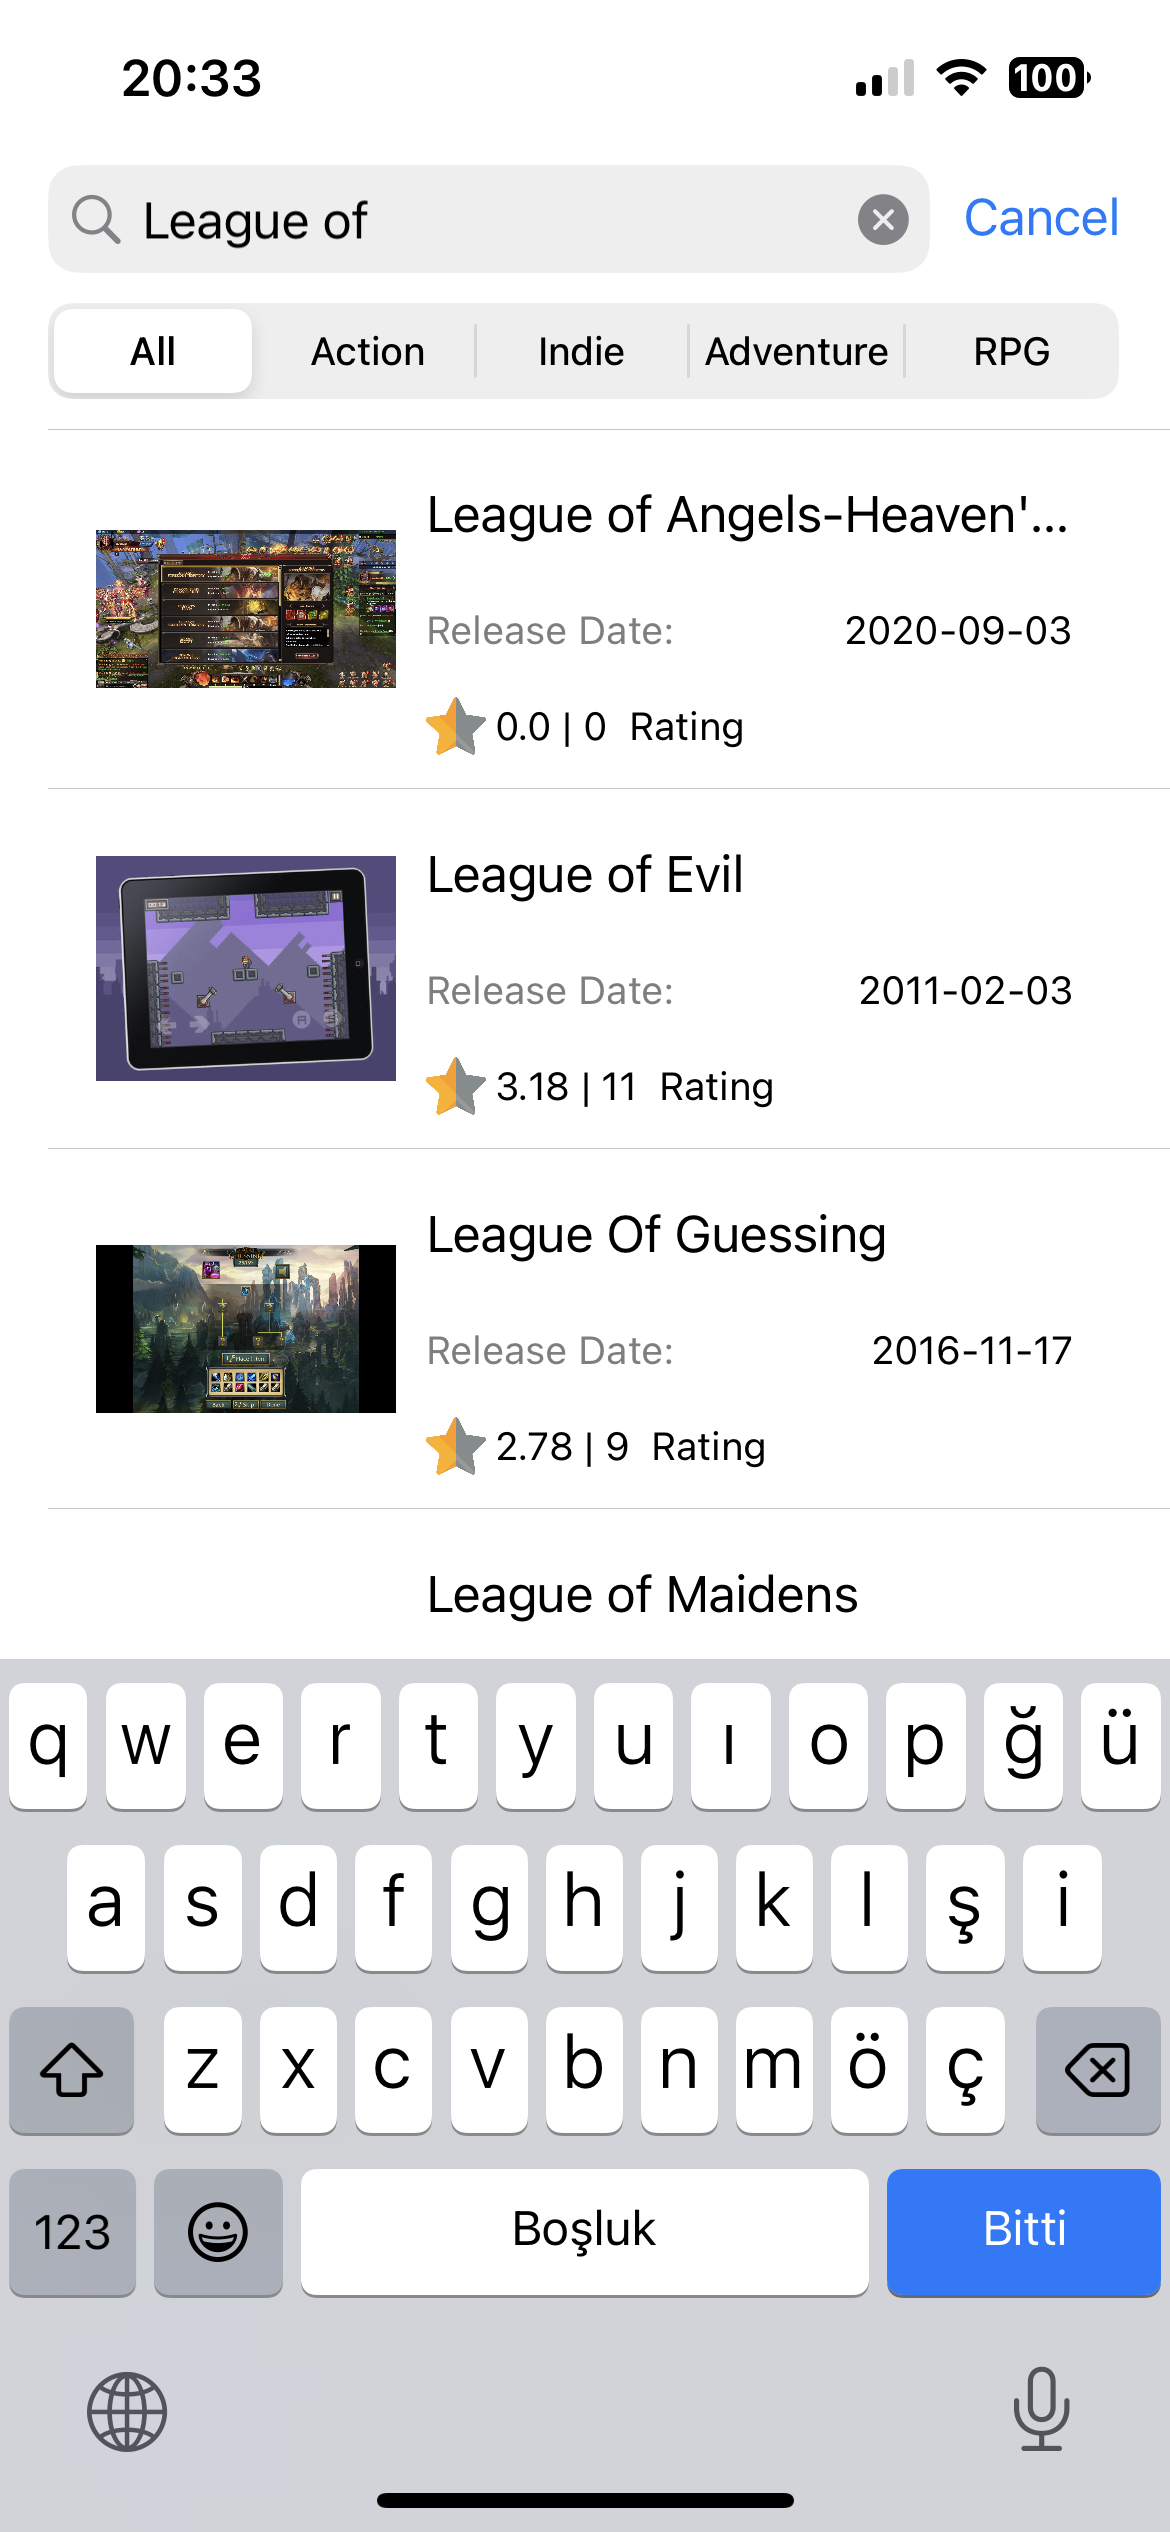 20:33
100
League of
Cancel
All
Action
Indie
Adventure
RPG
League of Angels-Heaven'...
Release Date:
2020-09-03
0.0 | 0 Rating
League of Evil
Release Date:
2011-02-03
3.18 | 11 Rating
League Of Guessing
Release Date:
2016-11-17
2.78 | 9 Rating
League of Maidens
q w e r t y u ı o p ğ ü
a s d f g h j k l ş i
z x c v b n m ö ç
123
Boşluk
Bitti